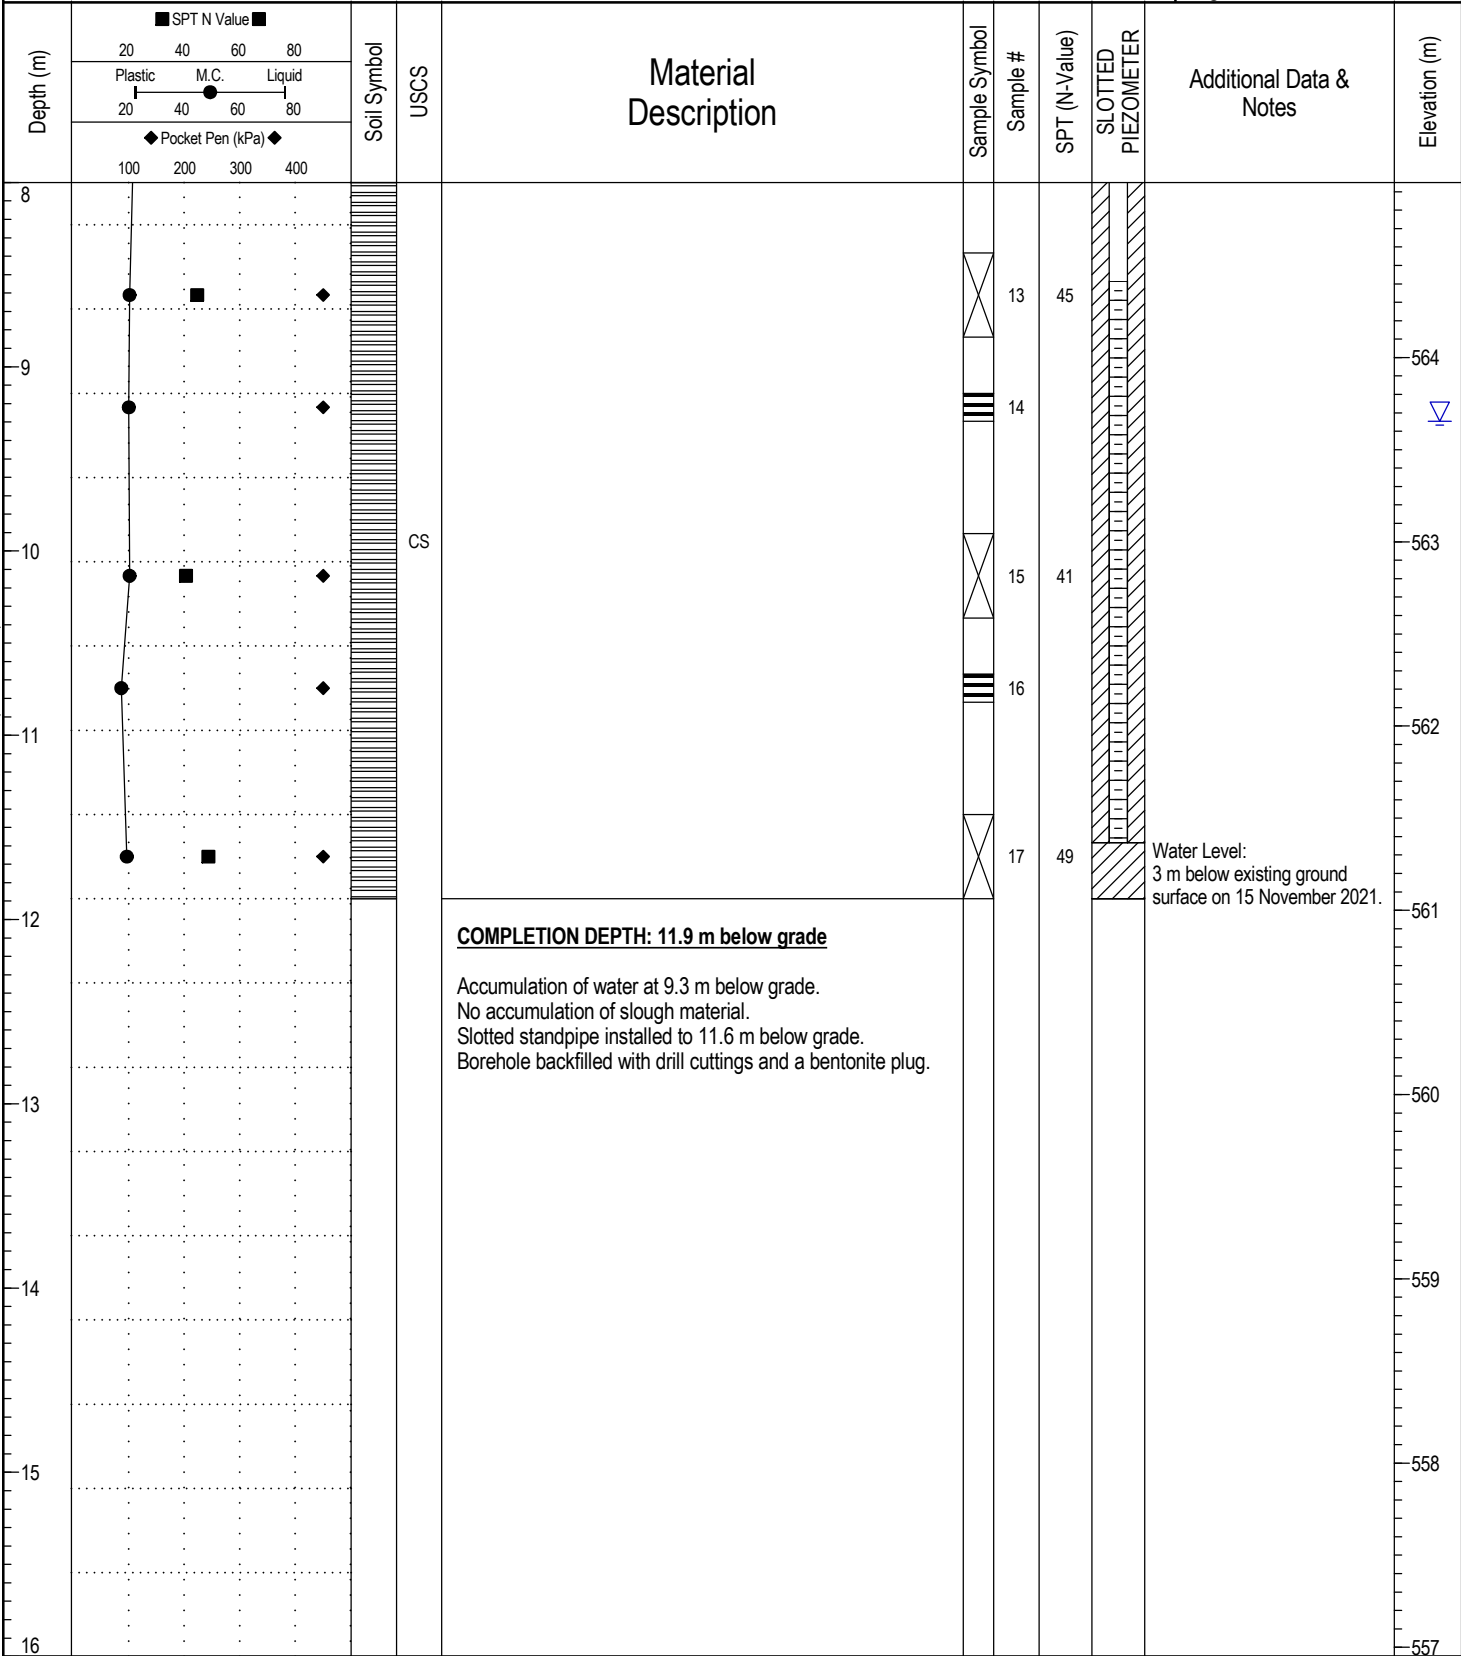 ■ SPT N Value ■
20 40 60 80
Plastic M.C. Liquid
20 40 60 80
◆ Pocket Pen (kPa) ◆
100 200 300 400
Depth (m)
Soil Symbol
USCS
Material
Description
Sample Symbol
Sample #
SPT (N-Value)
SLOTTED
PIEZOMETER
Additional Data &
Notes
Elevation (m)
8
13 45
9
564
14
10
CS
563
15 41
16
11
562
17 49
Water Level:
3 m below existing ground
surface on 15 November 2021.
12
561
COMPLETION DEPTH: 11.9 m below grade
Accumulation of water at 9.3 m below grade.
No accumulation of slough material.
Slotted standpipe installed to 11.6 m below grade.
Borehole backfilled with drill cuttings and a bentonite plug.
13
560
14
559
15
558
16
557